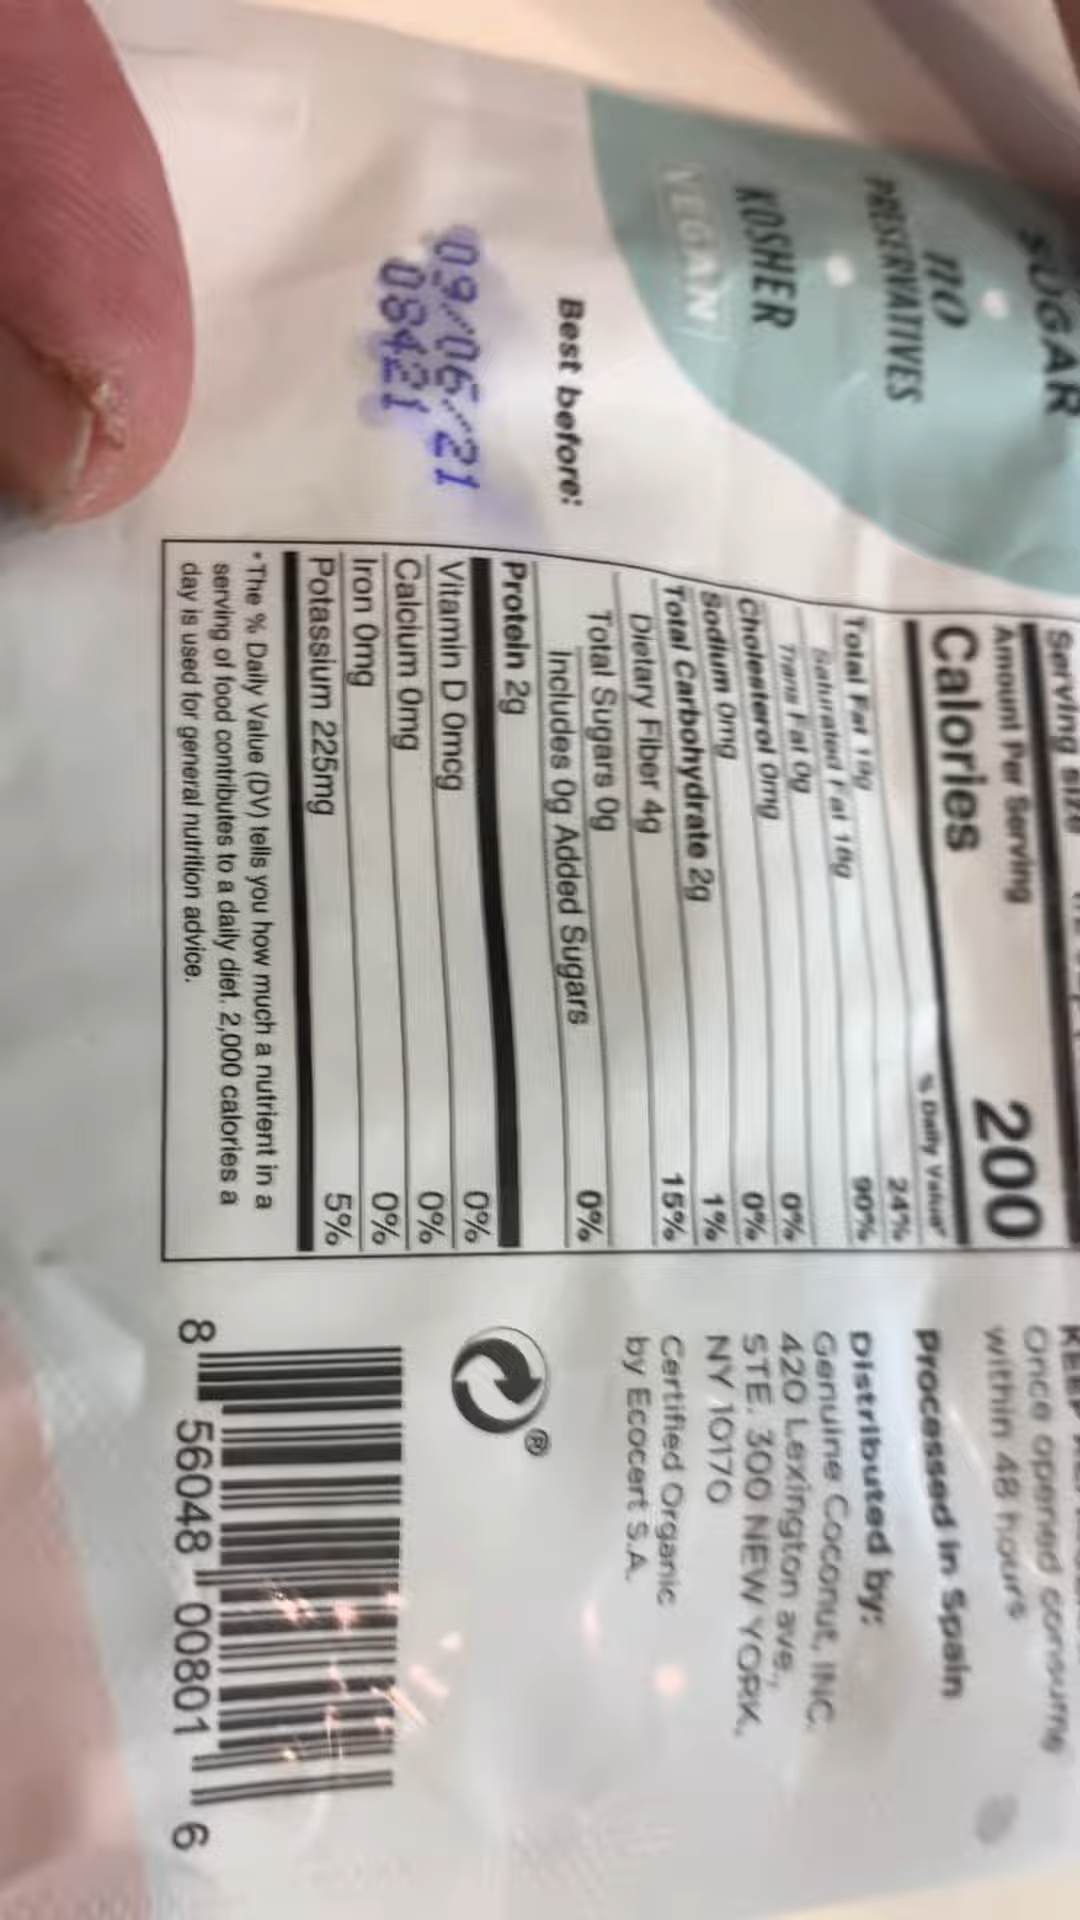 SUGAR
no
PRESERVATIVES
KOSHER
VEGAN
Best before:
09/06/21
08421
Serving size
Amount Per Serving
Calories 200
% Daily Value*
Total Fat 19g 24%
Saturated Fat 18g 90%
Trans Fat 0g
Cholesterol 0mg 0%
Sodium 0mg 0%
Total Carbohydrate 2g 1%
Dietary Fiber 4g 15%
Total Sugars 0g
Includes 0g Added Sugars 0%
Protein 2g
Vitamin D 0mcg 0%
Calcium 0mg 0%
Iron 0mg 0%
Potassium 225mg 5%
*The % Daily Value (DV) tells you how much a nutrient in a
serving of food contributes to a daily diet. 2,000 calories a
day is used for general nutrition advice.
Once opened consume
within 48 hours
Processed in Spain
Distributed by:
Genuine Coconut, INC.
420 Lexington ave.,
STE. 300 NEW YORK,
NY 10170
Certified Organic
by Ecocert S.A.
®
8 56048 00801 6